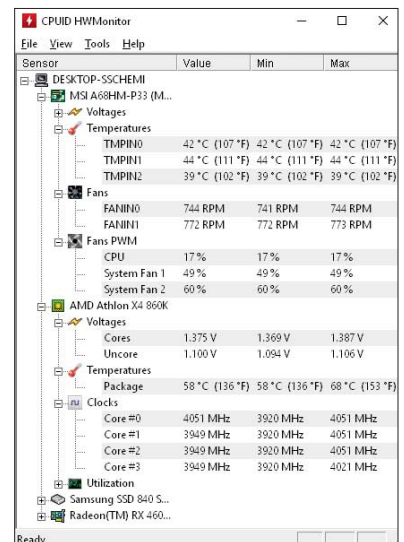 CPUID HWMonitor
File View Tools Help
Sensor Value Min Max
DESKTOP-SSCHEMI
MSI A68HM-P33 (M...
Voltages
Temperatures
TMPIN0 42 °C (107 °F) 42 °C (107 °F) 42 °C (107 °F)
TMPIN1 44 °C (111 °F) 44 °C (111 °F) 44 °C (111 °F)
TMPIN2 39 °C (102 °F) 39 °C (102 °F) 39 °C (102 °F)
Fans
FANIN0 744 RPM 741 RPM 744 RPM
FANIN1 772 RPM 772 RPM 773 RPM
Fans PWM
CPU 17 % 17 % 17 %
System Fan 1 49 % 49 % 49 %
System Fan 2 60 % 60 % 60 %
AMD Athlon X4 860K
Voltages
Cores 1.375 V 1.369 V 1.387 V
Uncore 1.100 V 1.094 V 1.106 V
Temperatures
Package 58 °C (136 °F) 58 °C (136 °F) 68 °C (153 °F)
Clocks
Core #0 4051 MHz 3920 MHz 4051 MHz
Core #1 3949 MHz 3920 MHz 4051 MHz
Core #2 3949 MHz 3920 MHz 4051 MHz
Core #3 3949 MHz 3920 MHz 4021 MHz
Utilization
Samsung SSD 840 S...
Radeon(TM) RX 460...
Ready